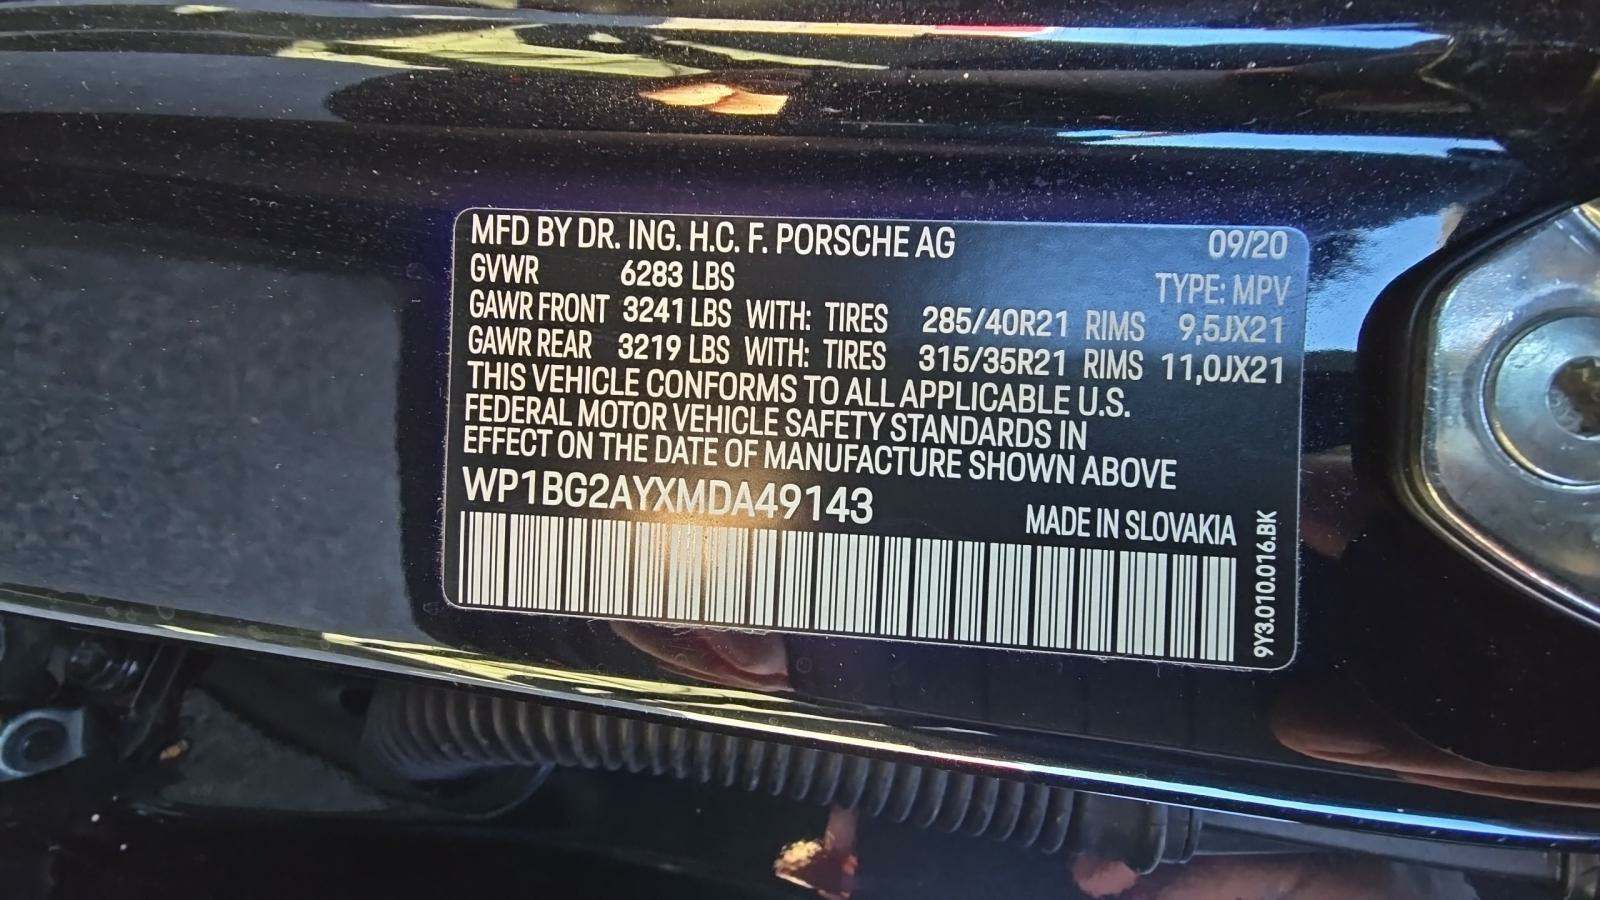 MFD BY DR. ING. H.C. F. PORSCHE AG 09/20
GVWR 6283 LBS TYPE: MPV
GAWR FRONT 3241 LBS WITH: TIRES 285/40R21 RIMS 9,5JX21
GAWR REAR 3219 LBS WITH: TIRES 315/35R21 RIMS 11,0JX21
THIS VEHICLE CONFORMS TO ALL APPLICABLE U.S.
FEDERAL MOTOR VEHICLE SAFETY STANDARDS IN
EFFECT ON THE DATE OF MANUFACTURE SHOWN ABOVE
WP1BG2AYXMDA49143
MADE IN SLOVAKIA
9Y3.010.016.BK